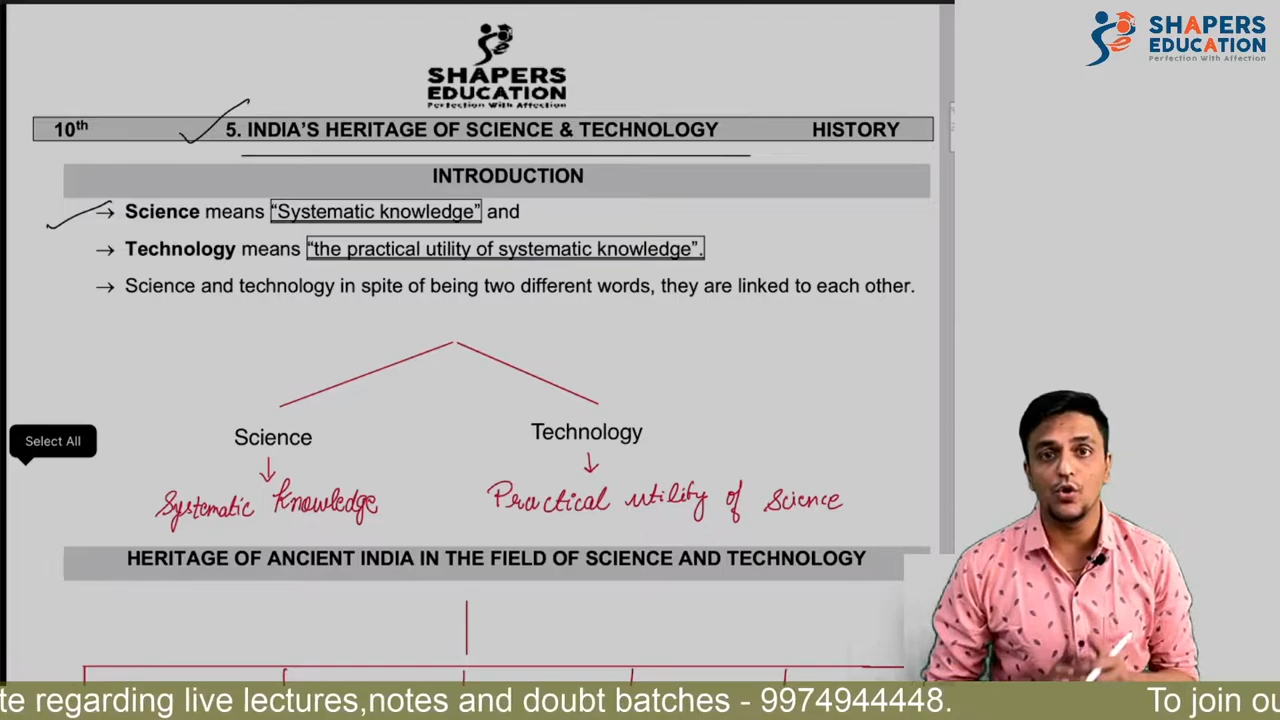 SHAPERS
EDUCATION
Perfection With Affection
SHAPERS
EDUCATION
Perfection With Affection
10th 5. INDIA'S HERITAGE OF SCIENCE & TECHNOLOGY HISTORY
INTRODUCTION
→ Science means “Systematic knowledge” and
→ Technology means “the practical utility of systematic knowledge”.
→ Science and technology in spite of being two different words, they are linked to each other.
Science Technology
Select All
Systematic Knowledge Practical utility of Science
HERITAGE OF ANCIENT INDIA IN THE FIELD OF SCIENCE AND TECHNOLOGY
te regarding live lectures,notes and doubt batches - 9974944448. To join ou